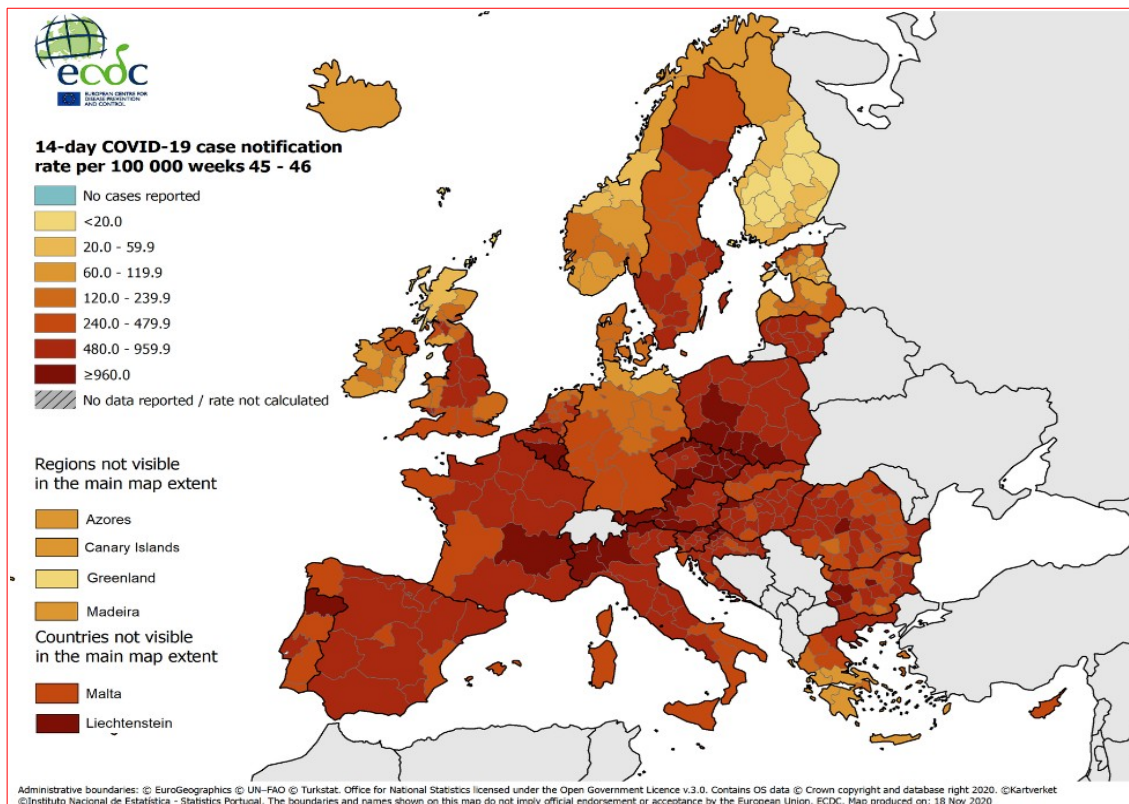 ecdc
EUROPEAN CENTRE FOR
DISEASE PREVENTION
AND CONTROL
14-day COVID-19 case notification
rate per 100 000 weeks 45 - 46
No cases reported
<20.0
20.0 - 59.9
60.0 - 119.9
120.0 - 239.9
240.0 - 479.9
480.0 - 959.9
≥960.0
No data reported / rate not calculated
Regions not visible
in the main map extent
Azores
Canary Islands
Greenland
Madeira
Countries not visible
in the main map extent
Malta
Liechtenstein
Administrative boundaries: © EuroGeographics © UN–FAO © Turkstat. Office for National Statistics licensed under the Open Government Licence v.3.0. Contains OS data © Crown copyright and database right 2020. ©Kartverket
©Instituto Nacional de Estatística - Statistics Portugal. The boundaries and names shown on this map do not imply official endorsement or acceptance by the European Union. ECDC. Map produced on: 18 Nov 2020